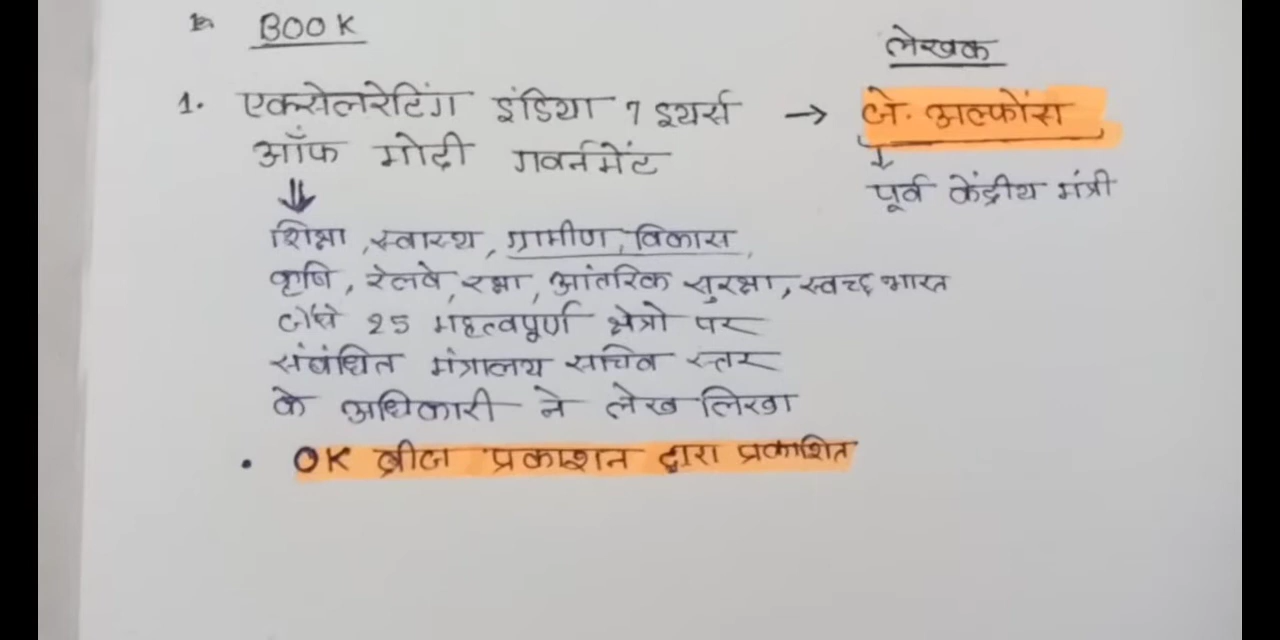 BOOK
लेखक
1. एक्सेलरेटिंग इंडिया 7 इयर्स → जे. अल्फोंस
ऑफ मोदी गवर्नमेंट
पूर्व केंद्रीय मंत्री
शिक्षा, स्वास्थ, ग्रामीण, विकास,
कृषि, रेलवे, रक्षा, आंतरिक सुरक्षा, स्वच्छ भारत
जैसे 25 महत्वपूर्ण क्षेत्रो पर
संबंधित मंत्रालय सचिव स्तर
के अधिकारी ने लेख लिखा
• OK ब्रीज प्रकाशन द्वारा प्रकाशित